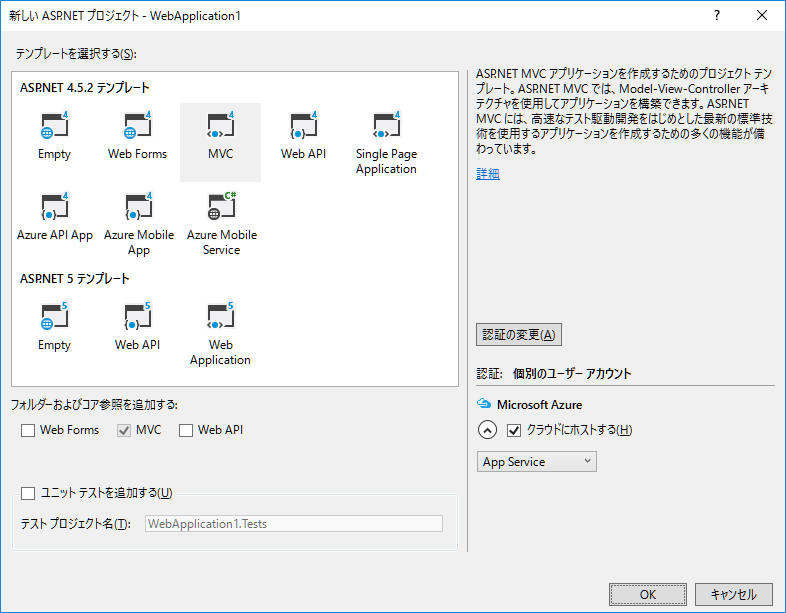 新しい ASP.NET プロジェクト - WebApplication1
?
テンプレートを選択する(S):
ASP.NET 4.5.2 テンプレート
4
4
4
4
4
Empty
Web Forms
MVC
Web API
Single Page
Application
4
4
C#
Azure API App
Azure Mobile
App
Azure Mobile
Service
ASP.NET 5 テンプレート
5
5
5
Empty
Web API
Web
Application
ASP.NET MVC アプリケーションを作成するためのプロジェクト テン
プレート。ASP.NET MVC では、Model-View-Controller アーキ
テクチャを使用してアプリケーションを構築できます。ASP.NET
MVC には、高速なテスト駆動開発をはじめとした最新の標準技
術を使用するアプリケーションを作成するための多くの機能が備
わっています。
詳細
認証の変更(A)
認証: 個別のユーザー アカウント
Microsoft Azure
クラウドにホストする(H)
App Service
フォルダーおよびコア参照を追加する:
Web Forms
MVC
Web API
ユニット テストを追加する(U)
テスト プロジェクト名(T):
WebApplication1.Tests
OK
キャンセル